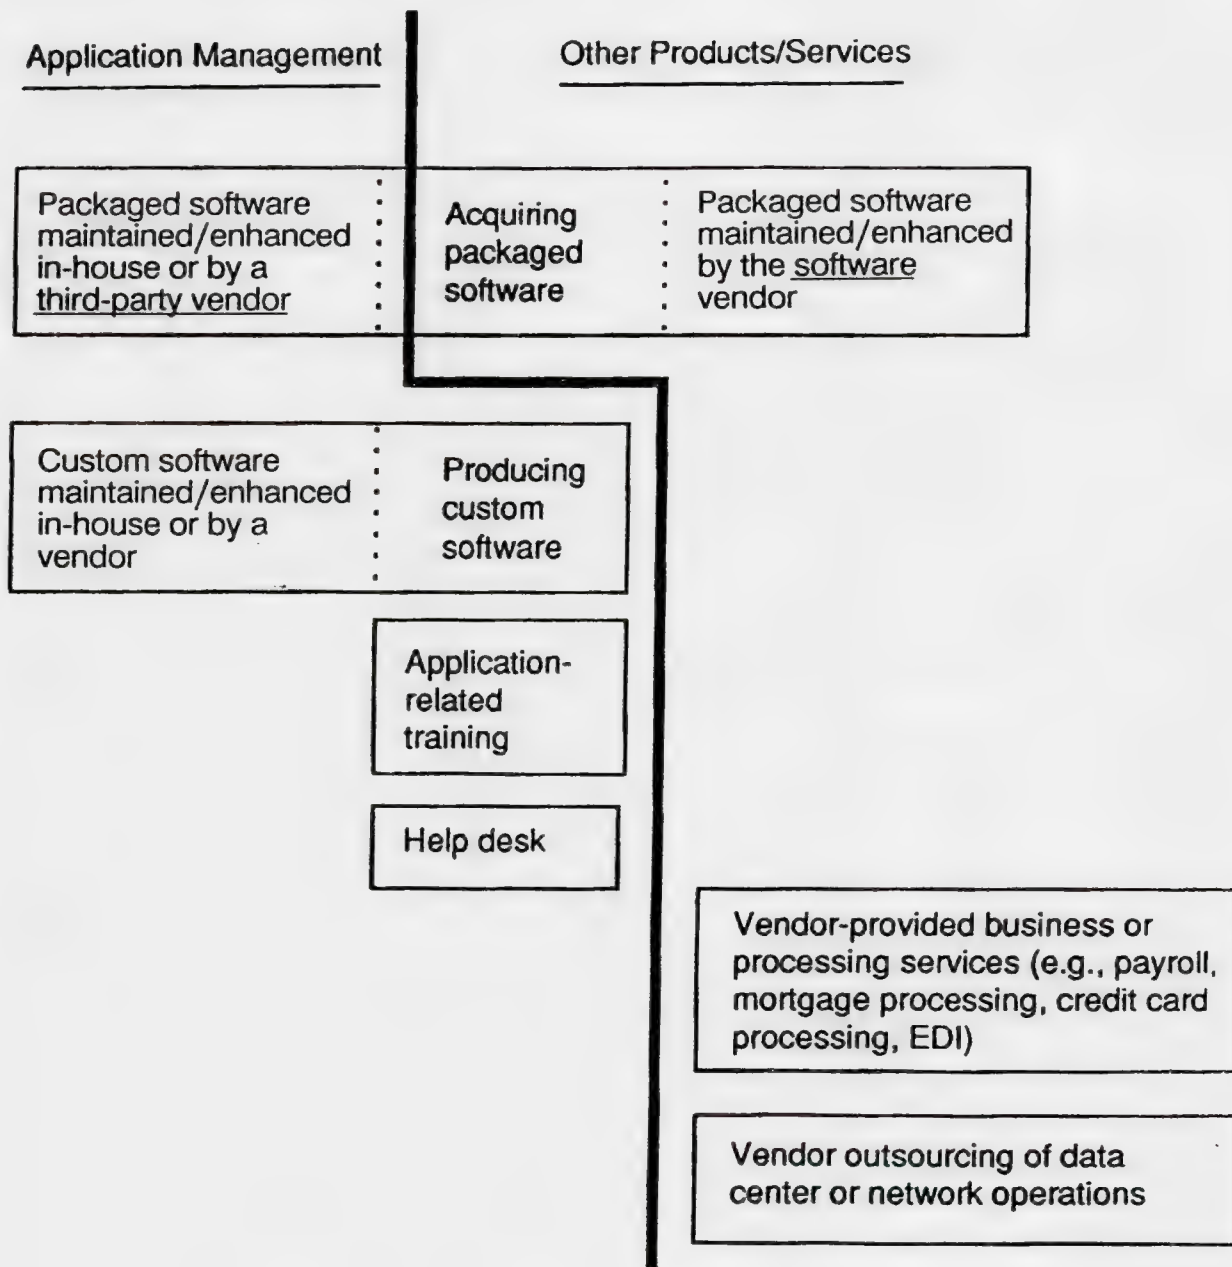 Application Management
Other Products/Services
Packaged software
maintained/enhanced
in-house or by a
third-party vendor
Acquiring
packaged
software
Packaged software
maintained/enhanced
by the software
vendor
Custom software
maintained/enhanced
in-house or by a
vendor
Producing
custom
software
Application-
related
training
Help desk
Vendor-provided business or
processing services (e.g., payroll,
mortgage processing, credit card
processing, EDI)
Vendor outsourcing of data
center or network operations